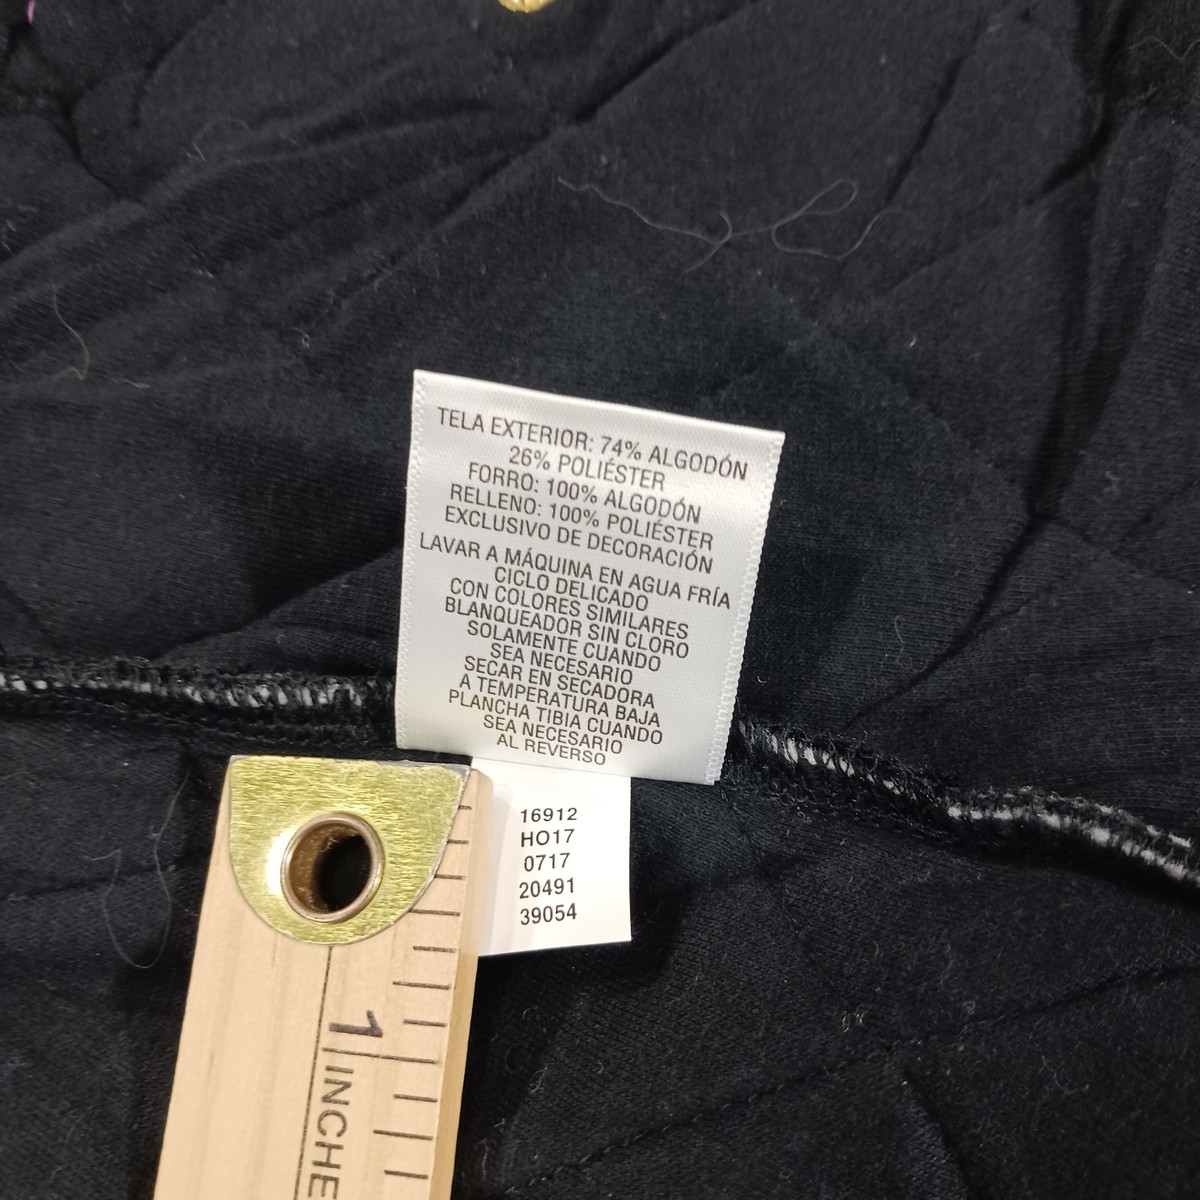 TELA EXTERIOR: 74% ALGODÓN
26% POLIÉSTER
FORRO: 100% ALGODÓN
RELLENO: 100% POLIÉSTER
EXCLUSIVO DE DECORACIÓN
LAVAR A MÁQUINA EN AGUA FRÍA
CICLO DELICADO
CON COLORES SIMILARES
BLANQUEADOR SIN CLORO
SOLAMENTE CUANDO
SEA NECESARIO
SECAR EN SECADORA
A TEMPERATURA BAJA
PLANCHA TIBIA CUANDO
SEA NECESARIO
AL REVERSO
16912
HO17
0717
20491
39054
1
INCHE